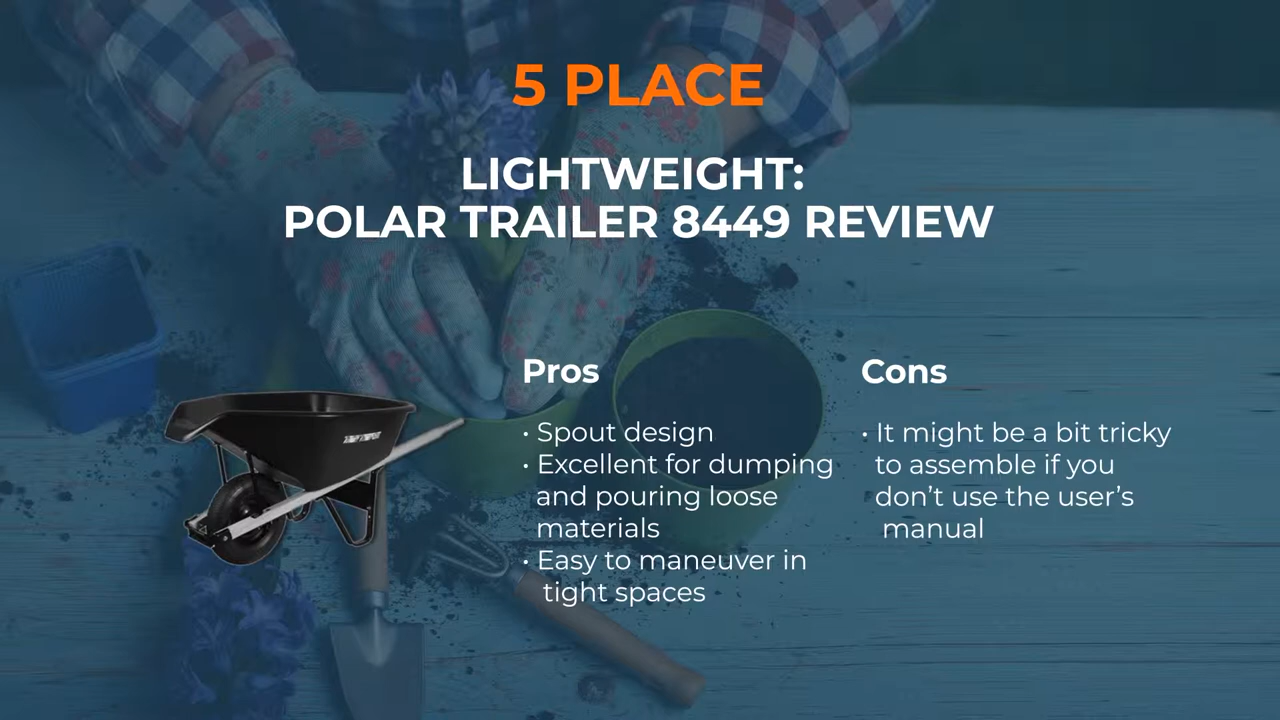 5 PLACE
LIGHTWEIGHT:
POLAR TRAILER 8449 REVIEW
Pros
• Spout design
• Excellent for dumping
and pouring loose
materials
• Easy to maneuver in
tight spaces
Cons
• It might be a bit tricky
to assemble if you
don’t use the user’s
manual